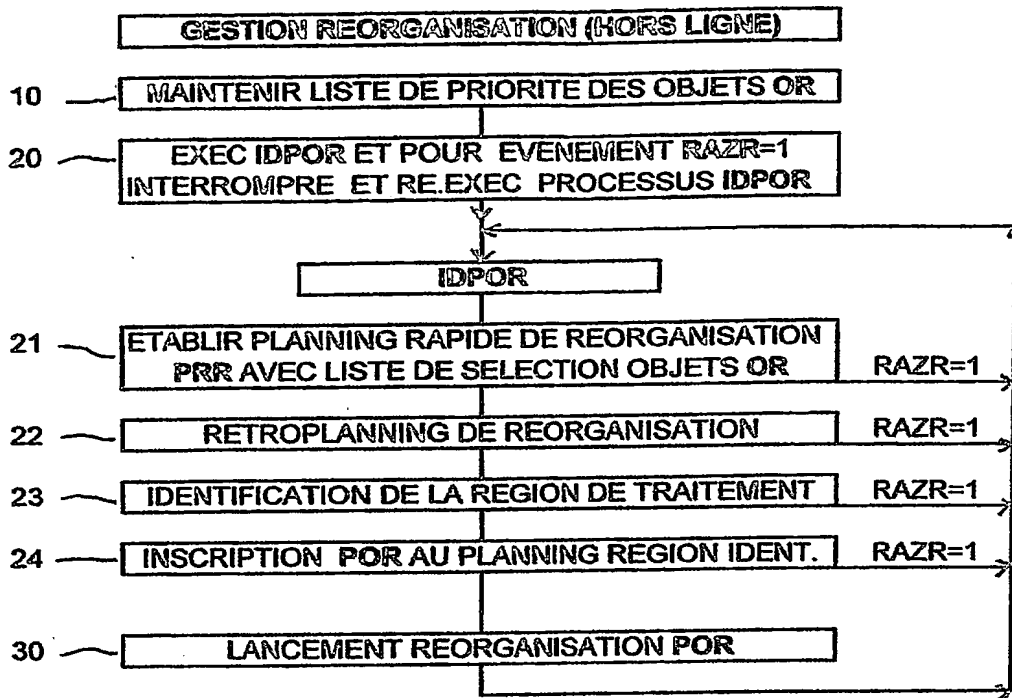 GESTION REORGANISATION (HORS LIGNE)
10 MAINTENIR LISTE DE PRIORITE DES OBJETS OR
20 EXEC IDPOR ET POUR EVENEMENT RAZR=1
INTERROMPRE ET RE.EXEC PROCESSUS IDPOR
IDPOR
21 ETABLIR PLANNING RAPIDE DE REORGANISATION
PRR AVEC LISTE DE SELECTION OBJETS OR RAZR=1
22 RETROPLANNING DE REORGANISATION RAZR=1
23 IDENTIFICATION DE LA REGION DE TRAITEMENT RAZR=1
24 INSCRIPTION POR AU PLANNING REGION IDENT. RAZR=1
30 LANCEMENT REORGANISATION POR